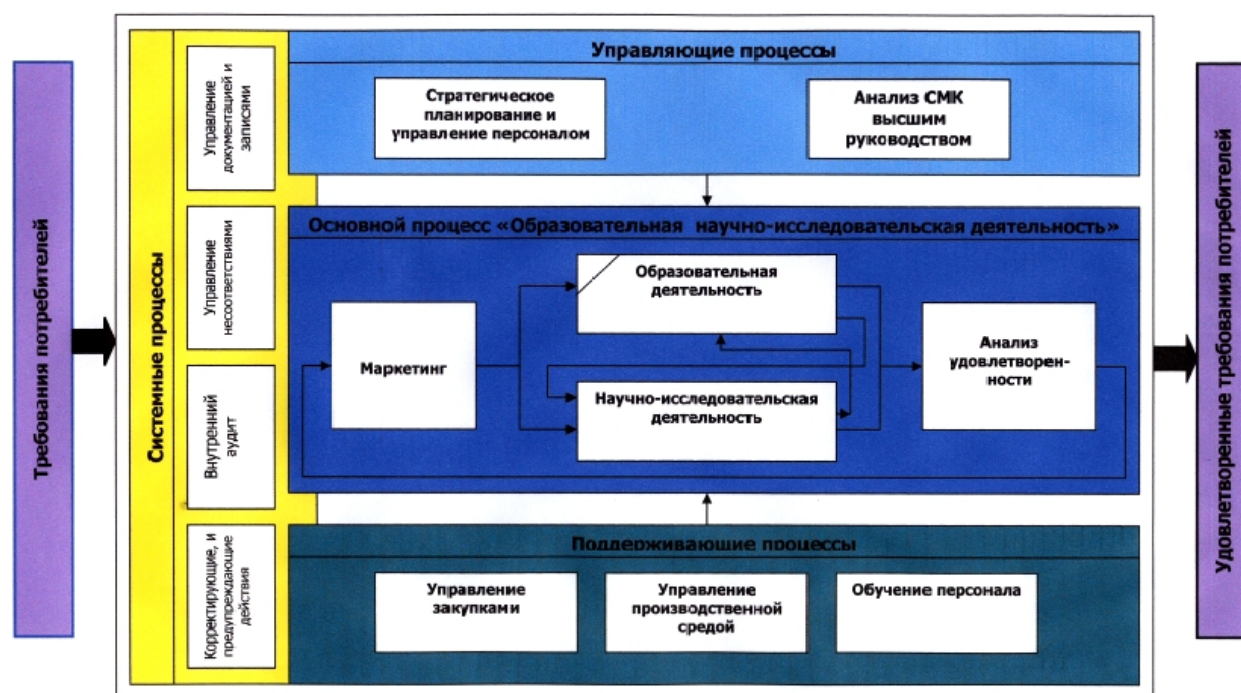 Требования потребителей
Системные процессы
Управление
документацией и
записями
Управление
несоответствиями
Внутренний
аудит
Корректирующие, и
предупреждающие
действия
Управляющие процессы
Стратегическое
планирование и
управление персоналом
Анализ СМК
высшим
руководством
Основной процесс «Образовательная научно-исследовательская деятельность»
Маркетинг
Образовательная
деятельность
Научно-исследовательская
деятельность
Анализ
удовлетворен-
ности
Поддерживающие процессы
Управление
закупками
Управление
производственной
средой
Обучение персонала
Удовлетворенные требования потребителей